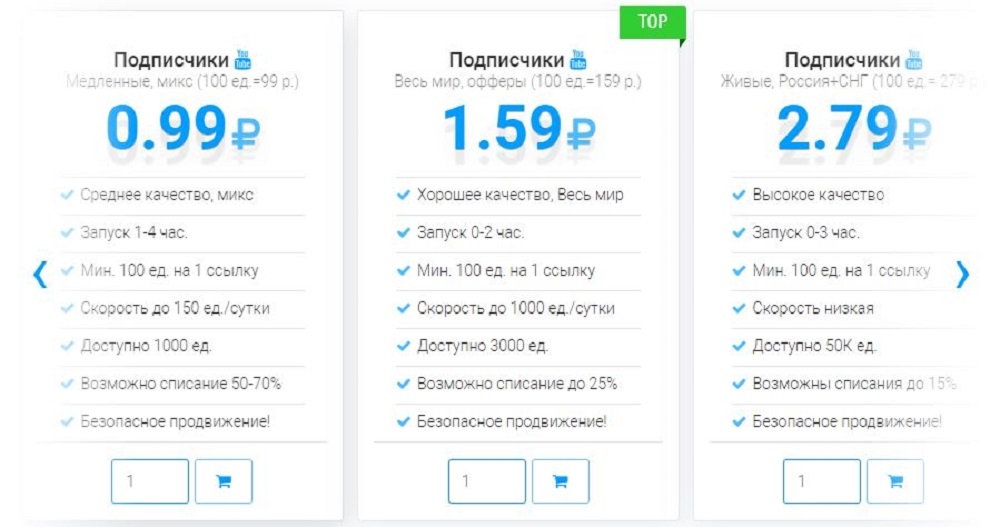 TOP
Подписчики You Tube
Медленные, микс (100 ед.=99 р.)
0.99₽
Среднее качество, микс
Запуск 1-4 час.
Мин. 100 ед. на 1 ссылку
Скорость до 150 ед./сутки
Доступно 1000 ед.
Возможно списание 50-70%
Безопасное продвижение!
1
Подписчики You Tube
Весь мир, офферы (100 ед.=159 р.)
1.59₽
Хорошее качество, Весь мир
Запуск 0-2 час.
Мин. 100 ед. на 1 ссылку
Скорость до 1000 ед./сутки
Доступно 3000 ед.
Возможно списание до 25%
Безопасное продвижение!
1
Подписчики You Tube
Живые, Россия+СНГ (100 ед.= 279 р
2.79₽
Высокое качество
Запуск 0-3 час.
Мин. 100 ед. на 1 ссылку
Скорость низкая
Доступно 50К ед.
Возможны списания до 15%
Безопасное продвижение!
1